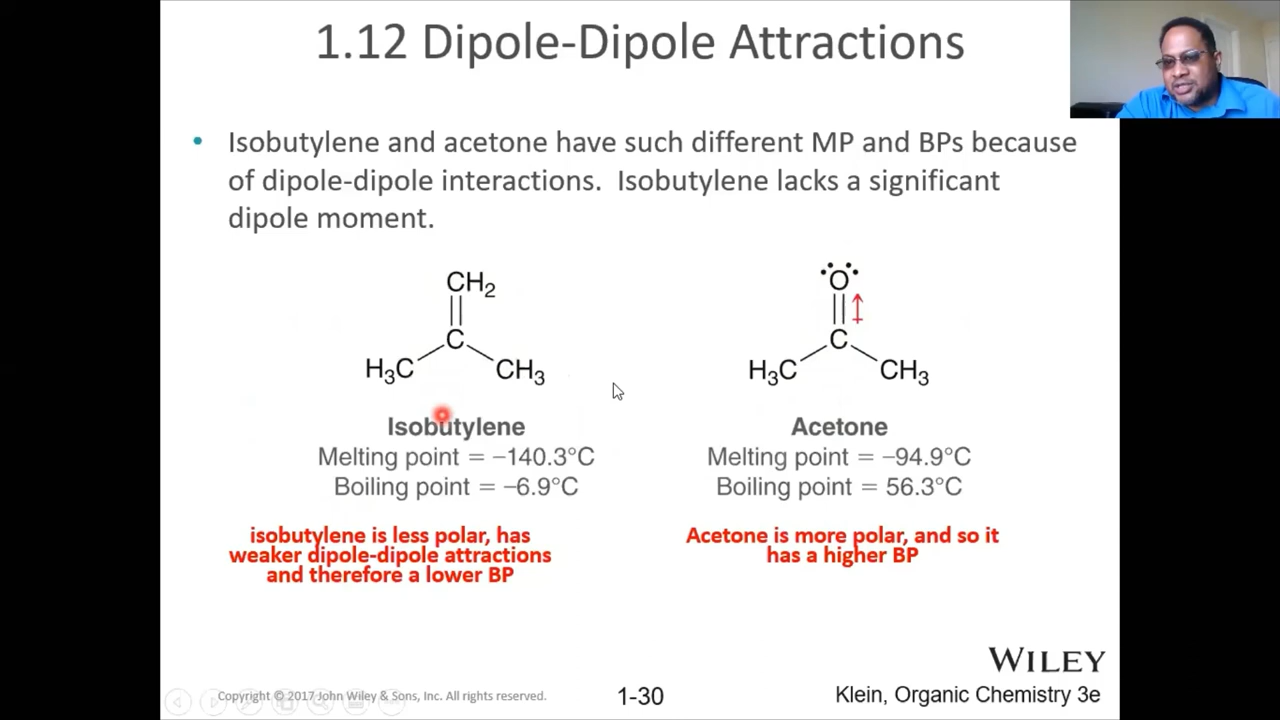 1.12 Dipole-Dipole Attractions
• Isobutylene and acetone have such different MP and BPs because
of dipole-dipole interactions. Isobutylene lacks a significant
dipole moment.
CH₂
C
H₃C
CH₃
Isobutylene
Melting point = −140.3°C
Boiling point = −6.9°C
isobutylene is less polar, has
weaker dipole-dipole attractions
and therefore a lower BP
O
C
H₃C
CH₃
Acetone
Melting point = −94.9°C
Boiling point = 56.3°C
Acetone is more polar, and so it
has a higher BP
WILEY
Copyright © 2017 John Wiley & Sons, Inc. All rights reserved.
1-30
Klein, Organic Chemistry 3e